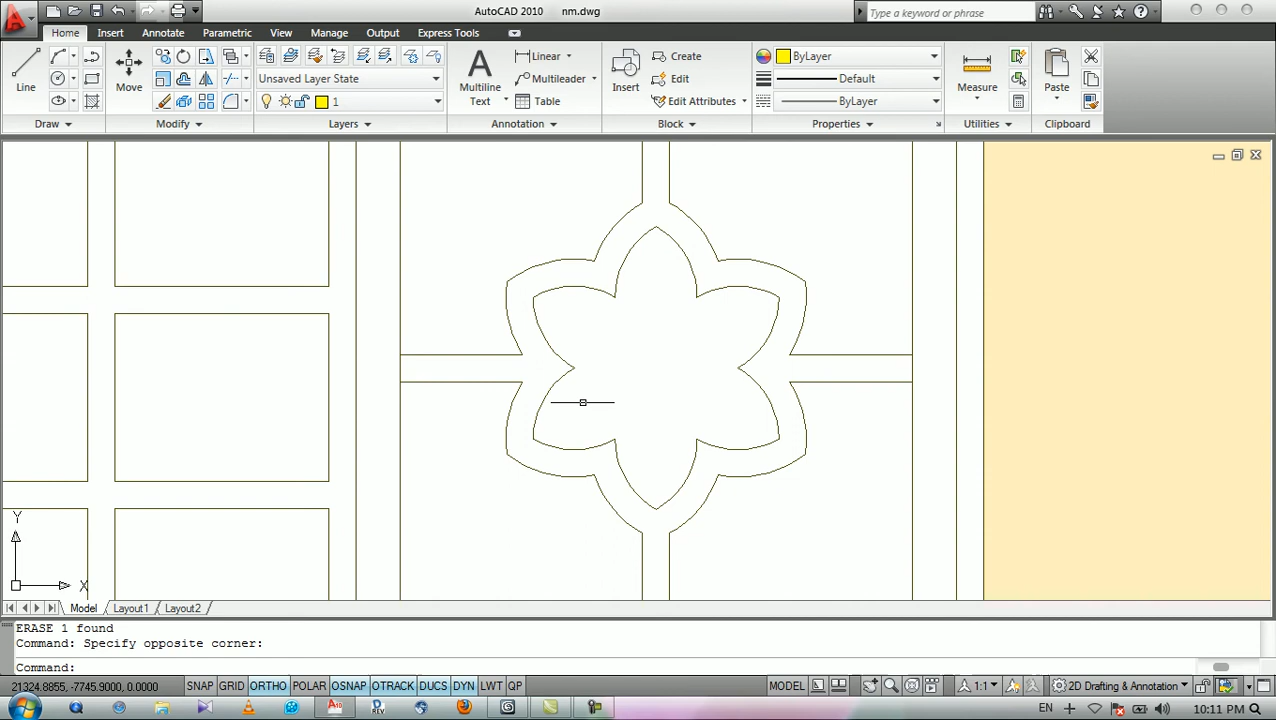 AutoCAD 2010 nm.dwg
Type a keyword or phrase
Home Insert Annotate Parametric View Manage Output Express Tools
Line
Move
Unsaved Layer State
1
Multiline
Text
Linear
Multileader
Table
Insert
Create
Edit
Edit Attributes
ByLayer
Default
ByLayer
Measure
Paste
Draw Modify Layers Annotation Block Properties Utilities Clipboard
Y
X
Model Layout1 Layout2
ERASE 1 found
Command: Specify opposite corner:
Command:
21324.8855, -7745.9000, 0.0000 SNAP GRID ORTHO POLAR OSNAP OTRACK DUCS DYN LWT QP MODEL 1:1 2D Drafting & Annotation
EN 10:11 PM